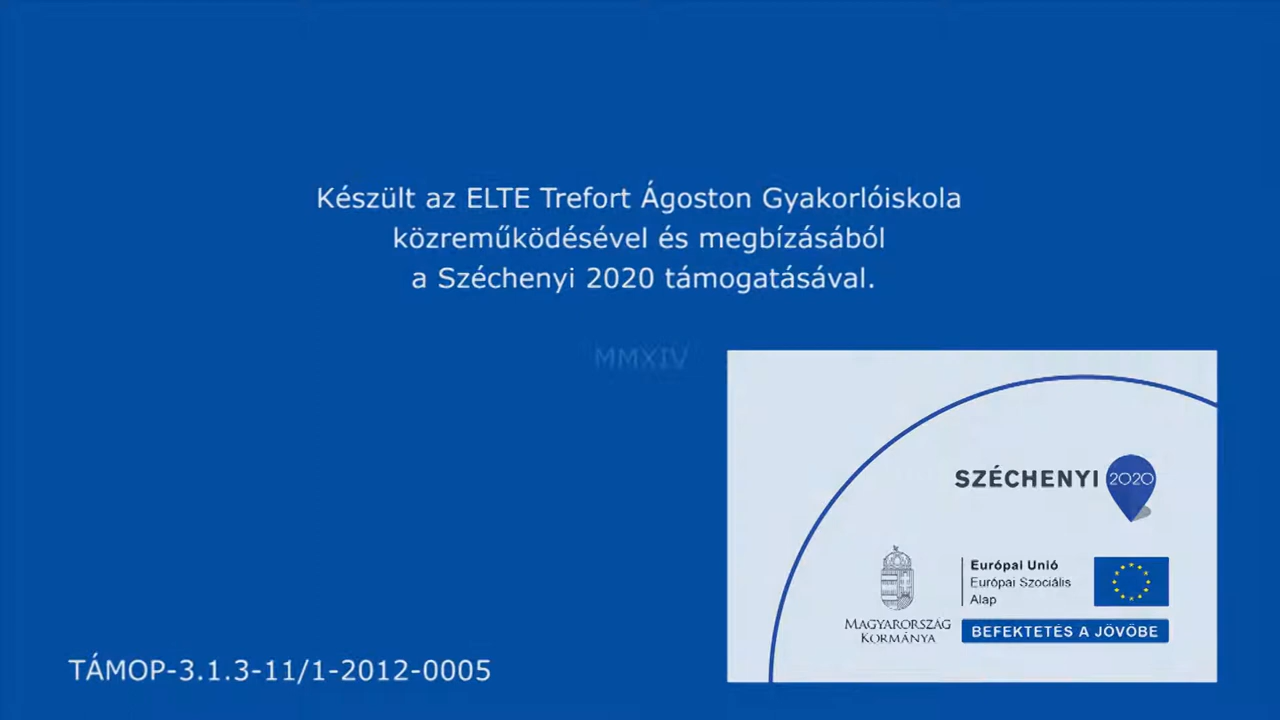 Készült az ELTE Trefort Ágoston Gyakorlóiskola
közreműködésével és megbízásából
a Széchenyi 2020 támogatásával.
MMXIV
SZÉCHENYI 2020
Európai Unió
Európai Szociális
Alap
MAGYARORSZÁG
KORMÁNYA
BEFEKTETÉS A JÖVŐBE
TÁMOP-3.1.3-11/1-2012-0005